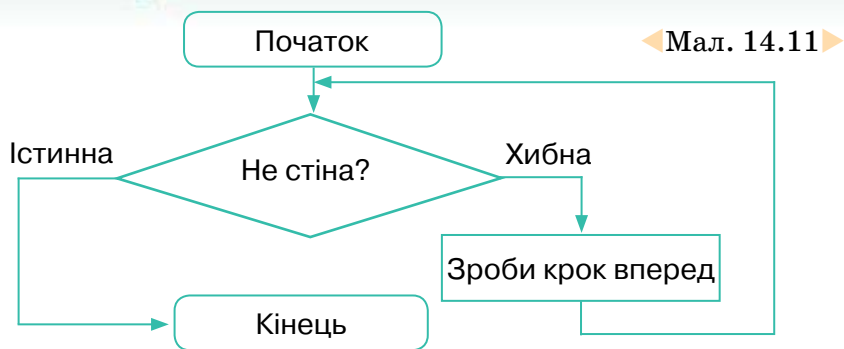 Початок
Мал. 14.11
Істинна
Не стіна?
Хибна
Зроби крок вперед
Кінець